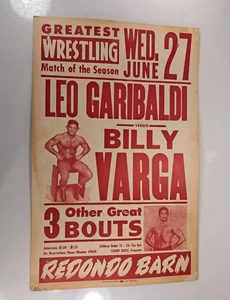 GREATEST
WRESTLING
Match of the Season
WED,
JUNE 27
LEO GARIBALDI
VERSUS
BILLY
VARGA
3 Other Great
BOUTS
REDONDO BARN